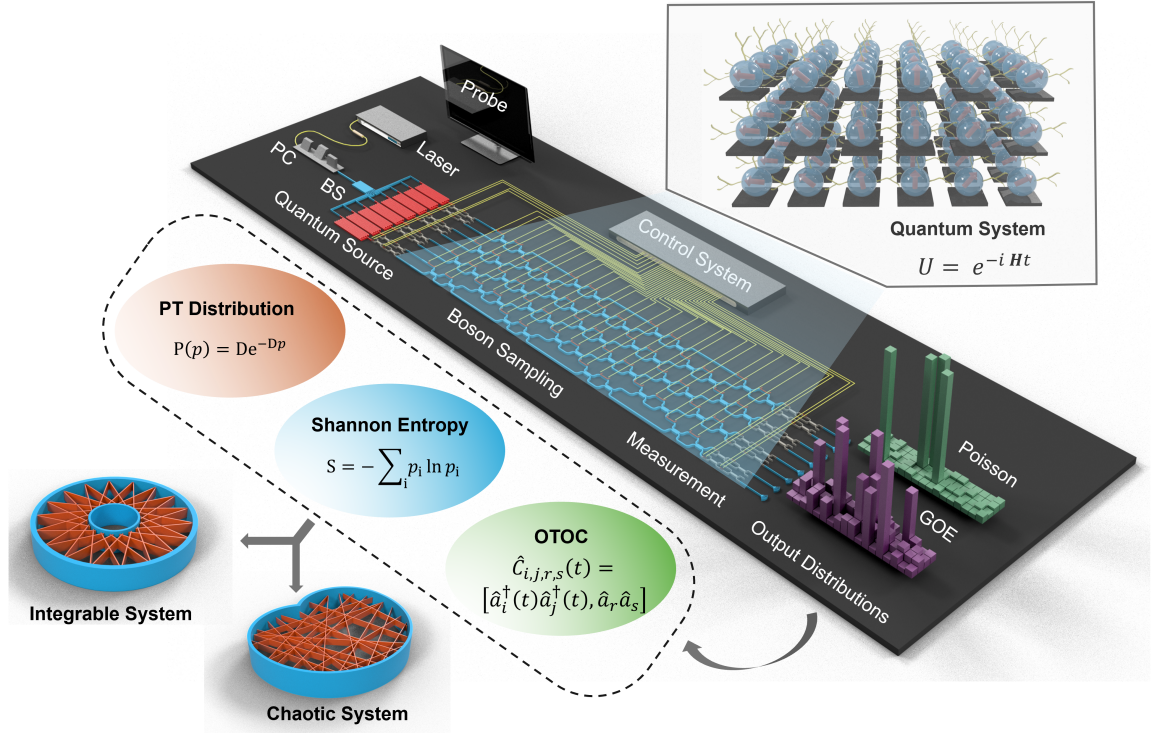 Probe
PC
Laser
BS
Quantum Source
Control System
Boson Sampling
Measurement
Output Distributions
Poisson
GOE
Quantum System
U = e^{-i Ht}
PT Distribution
P(p) = De^{-Dp}
Shannon Entropy
S = −∑_i p_i ln p_i
OTOC
Ĉ_{i,j,r,s}(t) =
[â_i^†(t)â_j^†(t), â_r â_s]
Integrable System
Chaotic System